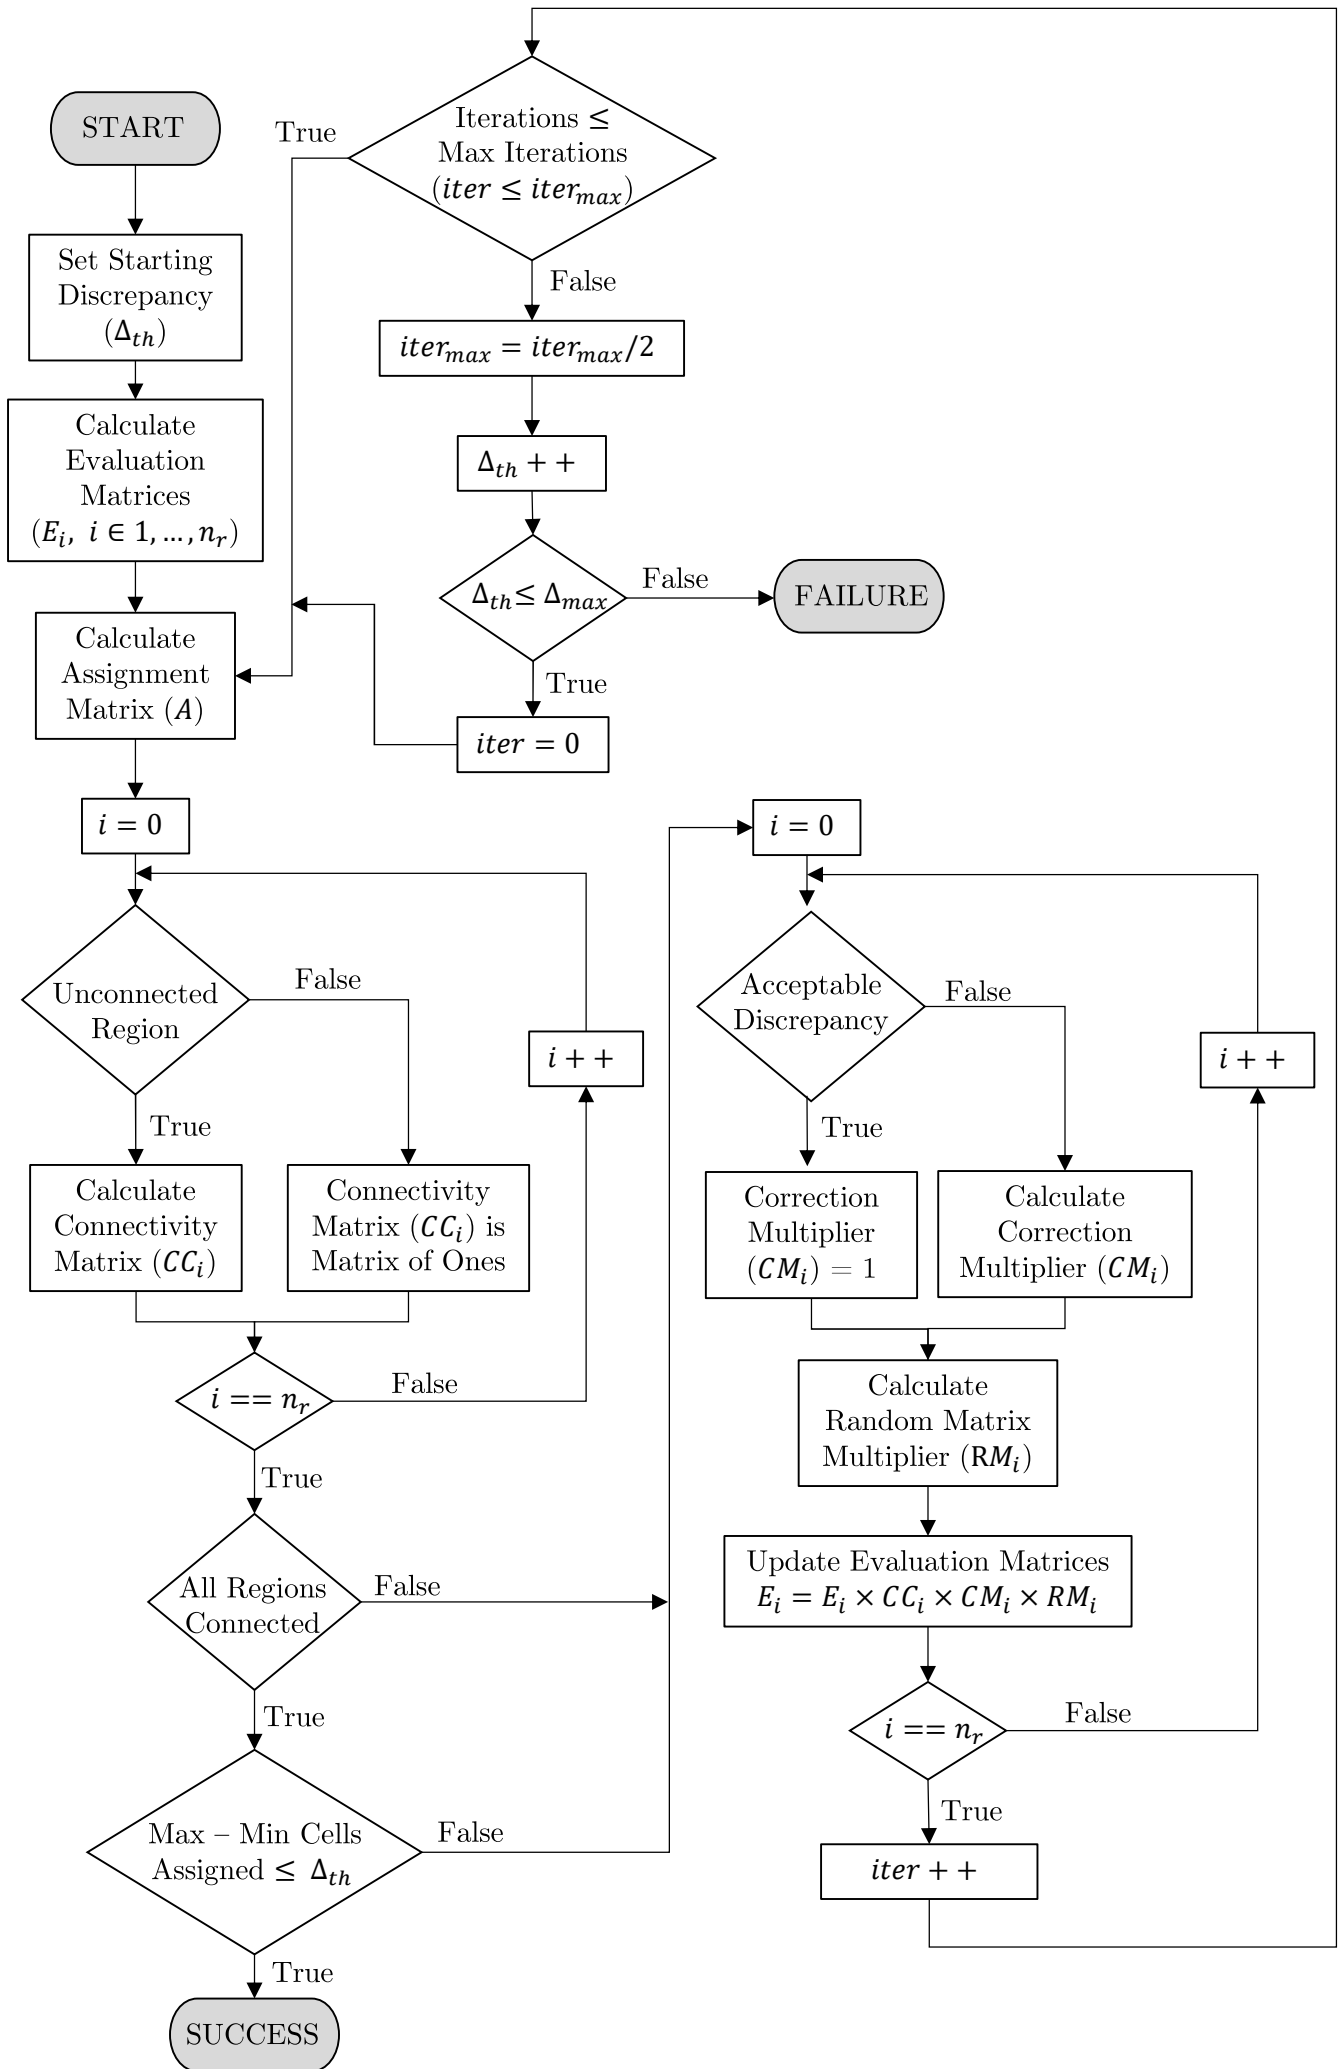 START
Set Starting
Discrepancy
(Δ_th)
Calculate
Evaluation
Matrices
(E_i, i ∈ 1, …, n_r)
Calculate
Assignment
Matrix (A)
i = 0
Unconnected
Region
False
True
Calculate
Connectivity
Matrix (CC_i)
Connectivity
Matrix (CC_i) is
Matrix of Ones
i + +
i == n_r
False
True
All Regions
Connected
False
True
Max – Min Cells
Assigned ≤ Δ_th
False
True
SUCCESS
Iterations ≤
Max Iterations
(iter ≤ iter_max)
True
False
iter_max = iter_max/2
Δ_th + +
Δ_th ≤ Δ_max
False
FAILURE
True
iter = 0
i = 0
Acceptable
Discrepancy
False
True
Correction
Multiplier
(CM_i) = 1
Calculate
Correction
Multiplier (CM_i)
i + +
Calculate
Random Matrix
Multiplier (RM_i)
Update Evaluation Matrices
E_i = E_i × CC_i × CM_i × RM_i
i == n_r
False
True
iter + +